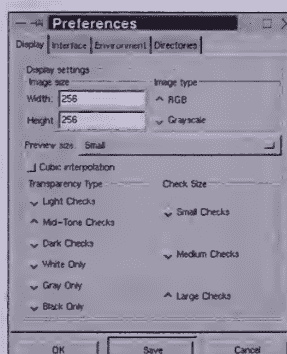 Preferences
Display Interface Environment Directories
Display settings
Image size Image type
Width: 256 RGB
Height: 256 Grayscale
Preview size: Small
Cubic interpolation
Transparency Type Check Size
Light Checks
Small Checks
Mid-Tone Checks
Dark Checks
White Only
Medium Checks
Gray Only
Large Checks
Black Only
OK Save Cancel